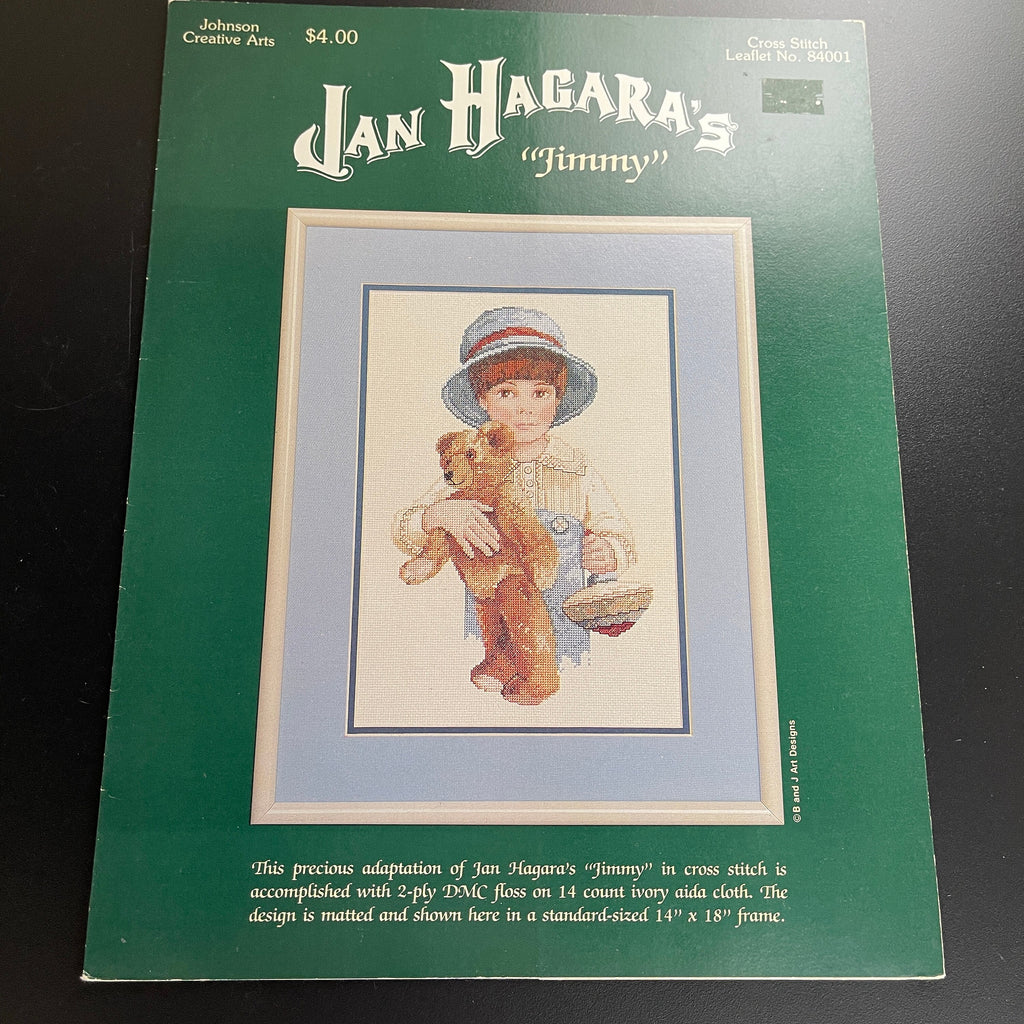 Johnson
Creative Arts
$4.00
Cross Stitch
Leaflet No. 84001
JAN HAGARA'S
"Jimmy"
© B and J Art Designs
This precious adaptation of Jan Hagara's "Jimmy" in cross stitch is
accomplished with 2-ply DMC floss on 14 count ivory aida cloth. The
design is matted and shown here in a standard-sized 14" x 18" frame.